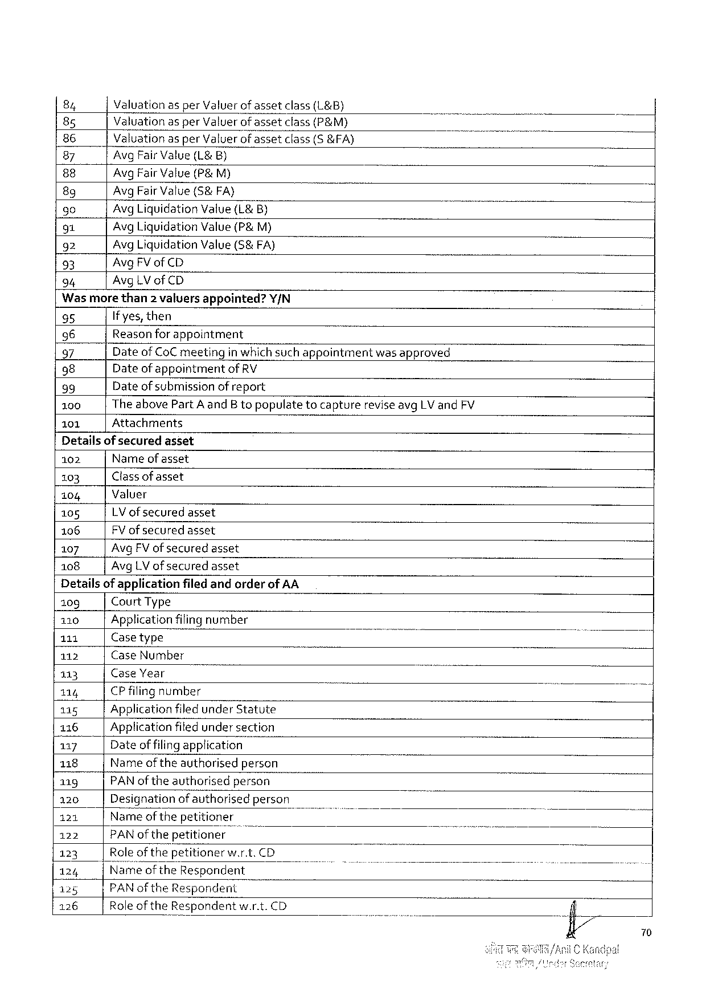 84 Valuation as per Valuer of asset class (L&B)
85 Valuation as per Valuer of asset class (P&M)
86 Valuation as per Valuer of asset class (S &FA)
87 Avg Fair Value (L& B)
88 Avg Fair Value (P& M)
89 Avg Fair Value (S& FA)
90 Avg Liquidation Value (L& B)
91 Avg Liquidation Value (P& M)
92 Avg Liquidation Value (S& FA)
93 Avg FV of CD
94 Avg LV of CD
Was more than 2 valuers appointed? Y/N
95 If yes, then
96 Reason for appointment
97 Date of CoC meeting in which such appointment was approved
98 Date of appointment of RV
99 Date of submission of report
100 The above Part A and B to populate to capture revise avg LV and FV
101 Attachments
Details of secured asset
102 Name of asset
103 Class of asset
104 Valuer
105 LV of secured asset
106 FV of secured asset
107 Avg FV of secured asset
108 Avg LV of secured asset
Details of application filed and order of AA
109 Court Type
110 Application filing number
111 Case type
112 Case Number
113 Case Year
114 CP filing number
115 Application filed under Statute
116 Application filed under section
117 Date of filing application
118 Name of the authorised person
119 PAN of the authorised person
120 Designation of authorised person
121 Name of the petitioner
122 PAN of the petitioner
123 Role of the petitioner w.r.t. CD
124 Name of the Respondent
125 PAN of the Respondent
126 Role of the Respondent w.r.t. CD
70
/Anil C Kandpal
/Under Secretary